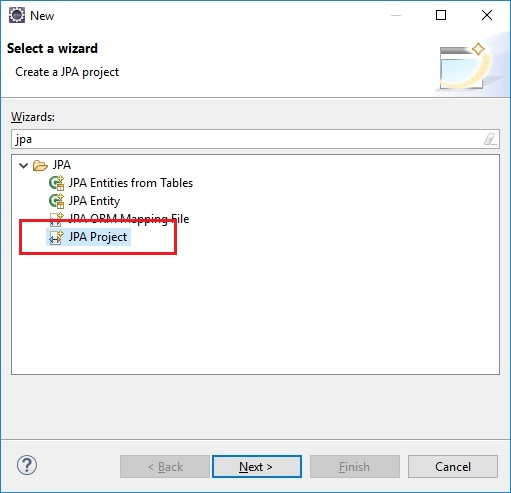 New
Select a wizard
Create a JPA project
Wizards:
jpa
JPA
JPA Entities from Tables
JPA Entity
JPA ORM Mapping File
JPA Project
?
< Back
Next >
Finish
Cancel